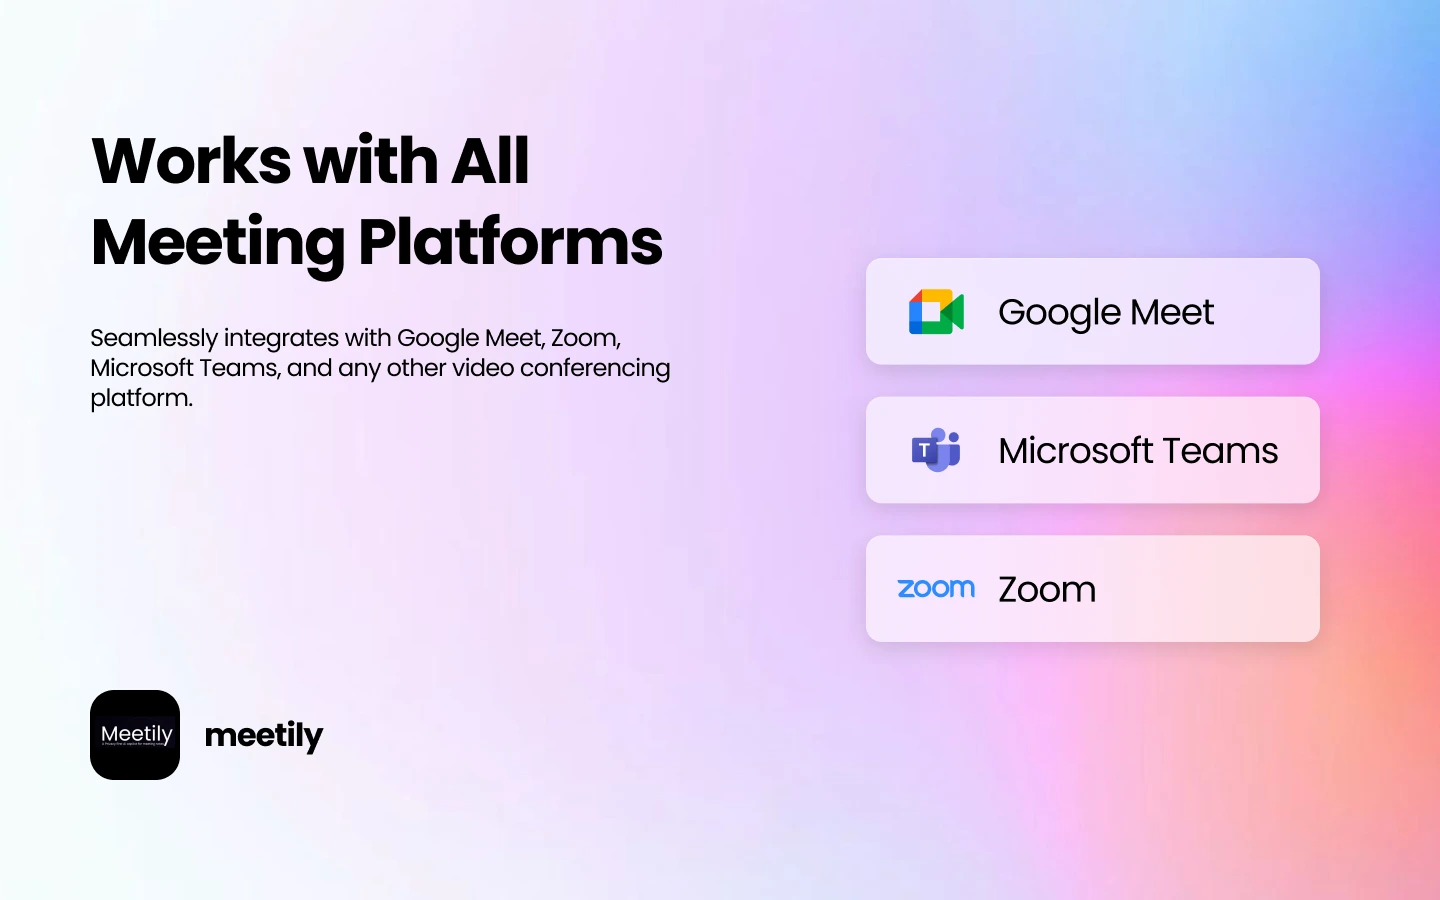 Works with All
Meeting Platforms
Seamlessly integrates with Google Meet, Zoom,
Microsoft Teams, and any other video conferencing
platform.
Google Meet
T
Microsoft Teams
zoom
Zoom
Meetily
meetily